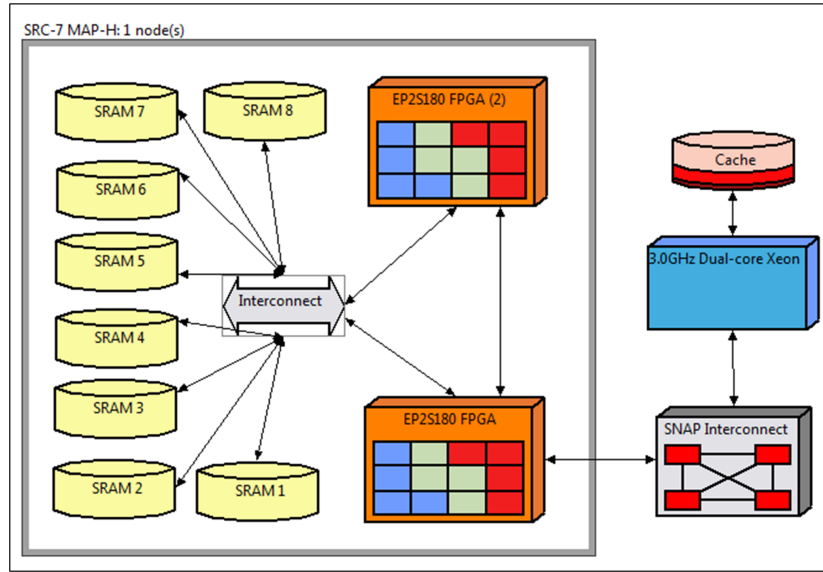 SRC-7 MAP-H: 1 node(s)
SRAM 7
SRAM 8
EP2S180 FPGA (2)
Cache
SRAM 6
SRAM 5
3.0GHz Dual-core Xeon
Interconnect
SRAM 4
SRAM 3
EP2S180 FPGA
SNAP Interconnect
SRAM 2
SRAM 1